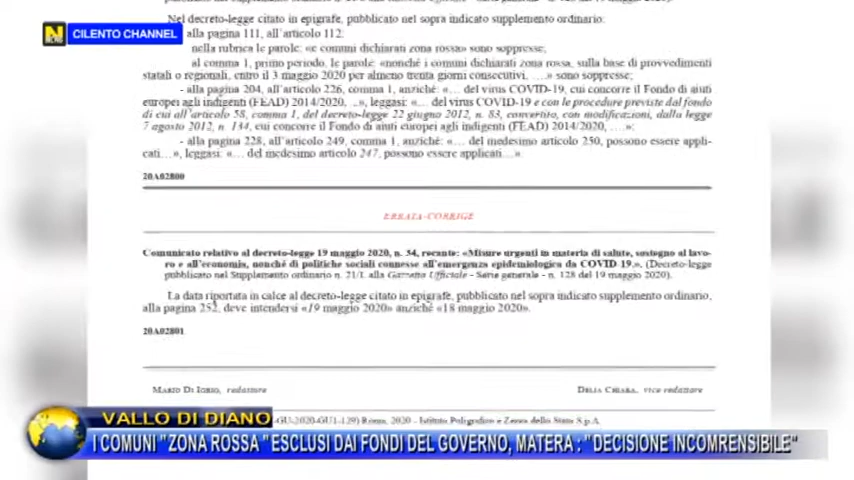 Nel decreto-legge citato in epigrafe, pubblicato nel sopra indicato supplemento ordinario:
CILENTO CHANNEL
alla pagina 111, all'articolo 112:
nella rubrica le parole: «e comuni dichiarati zona rossa» sono soppresse;
al comma 1, primo periodo, le parole: «nonché i comuni dichiarati zona rossa, sulla base di provvedimenti
statali o regionali, entro il 3 maggio 2020 per almeno trenta giorni consecutivi, ….» sono soppresse;
- alla pagina 204, all'articolo 226, comma 1, anziché: «… del virus COVID-19, cui concorre il Fondo di aiuti
europei agli indigenti (FEAD) 2014/2020, ..», leggasi: «… del virus COVID-19 e con le procedure previste dal fondo
di cui all'articolo 58, comma 1, del decreto-legge 22 giugno 2012, n. 83, convertito, con modificazioni, dalla legge
7 agosto 2012, n. 134, cui concorre il Fondo di aiuti europei agli indigenti (FEAD) 2014/2020, ….»;
- alla pagina 228, all'articolo 249, comma 1, anziché: «… del medesimo articolo 250, possono essere appli-
cati…», leggasi: «… del medesimo articolo 247, possono essere applicati…»
20A02800
ERRATA-CORRIGE
Comunicato relativo al decreto-legge 19 maggio 2020, n. 34, recante: «Misure urgenti in materia di salute, sostegno al lavo-
ro e all'economia, nonché di politiche sociali connesse all'emergenza epidemiologica da COVID-19.». (Decreto-legge
pubblicato nel Supplemento ordinario n. 21/L alla Gazzetta Ufficiale - Serie generale - n. 128 del 19 maggio 2020).
La data riportata in calce al decreto-legge citato in epigrafe, pubblicato nel sopra indicato supplemento ordinario,
alla pagina 252, deve intendersi «19 maggio 2020» anziché «18 maggio 2020».
20A02801
MARIO DI IORIO, redattore
DELIA CHIARA, vice redattore
VALLO DI DIANO
-GU-2020-GU1-129) Roma, 2020 - Istituto Poligrafico e Zecca dello Stato S.p.A.
I COMUNI "ZONA ROSSA" ESCLUSI DAI FONDI DEL GOVERNO, MATERA : "DECISIONE INCOMRENSIBILE"